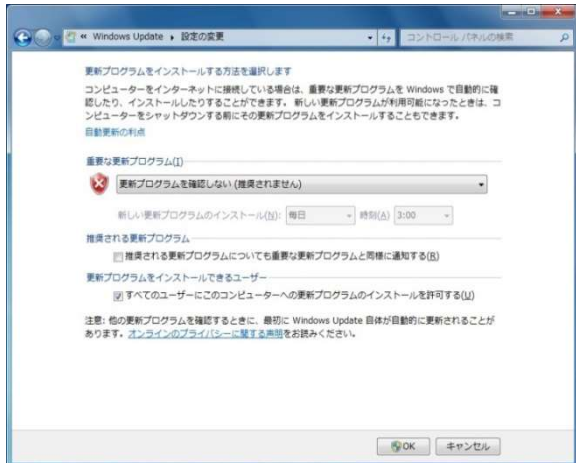 « Windows Update ▸ 設定の変更
コントロール パネルの検索
更新プログラムをインストールする方法を選択します
コンピューターをインターネットに接続している場合は、重要な更新プログラムを Windows で自動的に確
認したり、インストールしたりすることができます。 新しい更新プログラムが利用可能になったときは、コ
ンピューターをシャットダウンする前にその更新プログラムをインストールすることもできます。
自動更新の利点
重要な更新プログラム(I)
更新プログラムを確認しない (推奨されません)
新しい更新プログラムのインストール(N): 毎日 時刻(A) 3:00
推奨される更新プログラム
推奨される更新プログラムについても重要な更新プログラムと同様に通知する(R)
更新プログラムをインストールできるユーザー
すべてのユーザーにこのコンピューターへの更新プログラムのインストールを許可する(U)
注意: 他の更新プログラムを確認するときに、最初に Windows Update 自体が自動的に更新されることが
あります。オンラインのプライバシーに関する声明をお読みください。
OK キャンセル